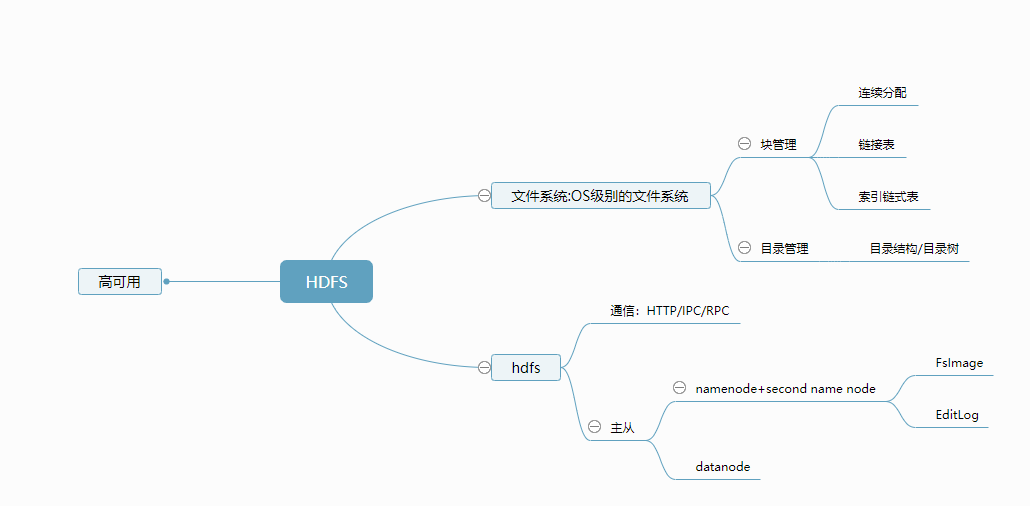 连续分配
块管理
链接表
文件系统:OS级别的文件系统
索引链式表
目录管理
目录结构/目录树
高可用
HDFS
通信：HTTP/IPC/RPC
hdfs
FsImage
namenode+second name node
EditLog
主从
datanode